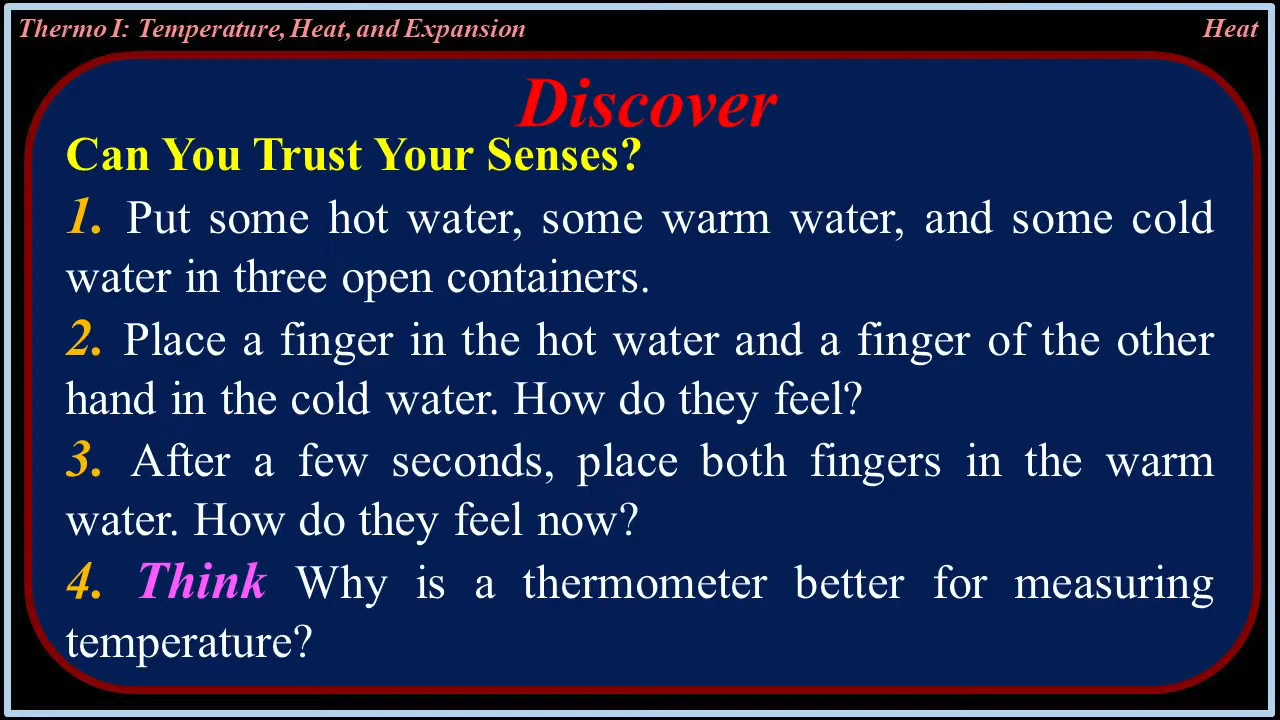 Thermo I: Temperature, Heat, and Expansion
Heat
Discover
Can You Trust Your Senses?
1. Put some hot water, some warm water, and some cold
water in three open containers.
2. Place a finger in the hot water and a finger of the other
hand in the cold water. How do they feel?
3. After a few seconds, place both fingers in the warm
water. How do they feel now?
4. Think Why is a thermometer better for measuring
temperature?